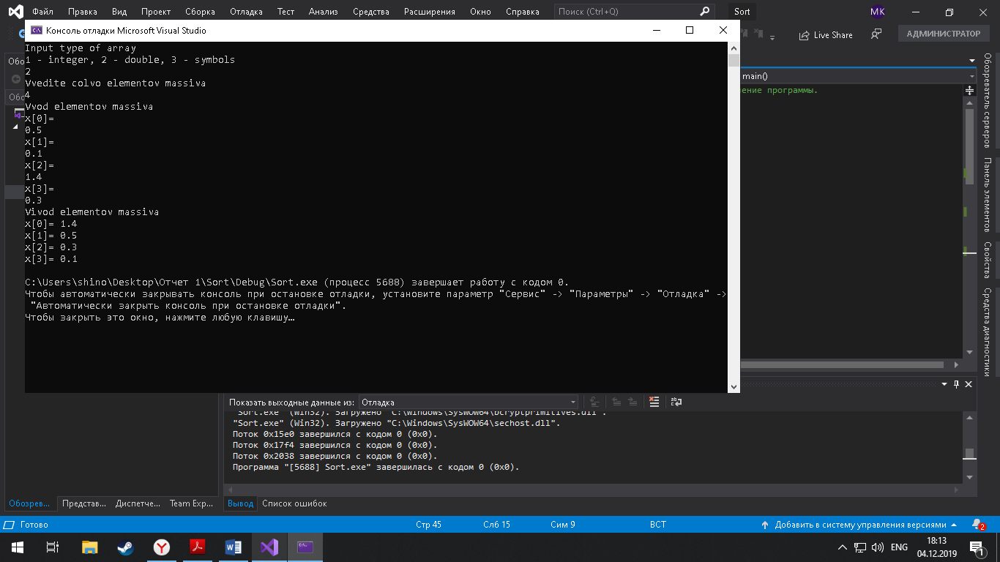 Файл Правка Вид Проект Сборка Отладка Тест Анализ Средства Расширения Окно Справка Поиск (Ctrl+Q) Sort MK
Консоль отладки Microsoft Visual Studio
Live Share АДМИНИСТРАТОР
Input type of array
1 - integer, 2 - double, 3 - symbols
2
Vvedite colvo elementov massiva
4
Vvod elementov massiva
x[0]=
0.5
x[1]=
0.1
x[2]=
1.4
x[3]=
0.3
Vivod elementov massiva
x[0]= 1.4
x[1]= 0.5
x[2]= 0.3
x[3]= 0.1
C:\Users\shino\Desktop\Отчет 1\Sort\Debug\Sort.exe (процесс 5688) завершает работу с кодом 0.
Чтобы автоматически закрывать консоль при остановке отладки, установите параметр "Сервис" -> "Параметры" -> "Отладка" ->
"Автоматически закрыть консоль при остановке отладки".
Чтобы закрыть это окно, нажмите любую клавишу…
Обо
Обо
main()
ение программы.
Обозреватель серверов
Панель элементов
Свойства
Средства диагностики
Показать выходные данные из: Отладка
"Sort.exe" (Win32). Загружено "C:\Windows\SysWOW64\bcryptprimitives.dll".
"Sort.exe" (Win32). Загружено "C:\Windows\SysWOW64\sechost.dll".
Поток 0x15e0 завершился с кодом 0 (0x0).
Поток 0x17f4 завершился с кодом 0 (0x0).
Поток 0x2038 завершился с кодом 0 (0x0).
Программа "[5688] Sort.exe" завершилась с кодом 0 (0x0).
Обозрев... Представ... Диспетче... Team Exp... Вывод Список ошибок
Готово Стр 45 Слб 15 Сим 9 ВСТ Добавить в систему управления версиями 2
ENG 18:13
04.12.2019 1